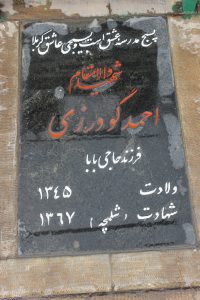 بسیج مدرسه عشق است و بسیجی عاشق کربلا
شهید والامقام
احمد گودرزی
فرزند حاجی بابا
ولادت ۱۳۴۵
شهادت (شلمچه) ۱۳۶۷